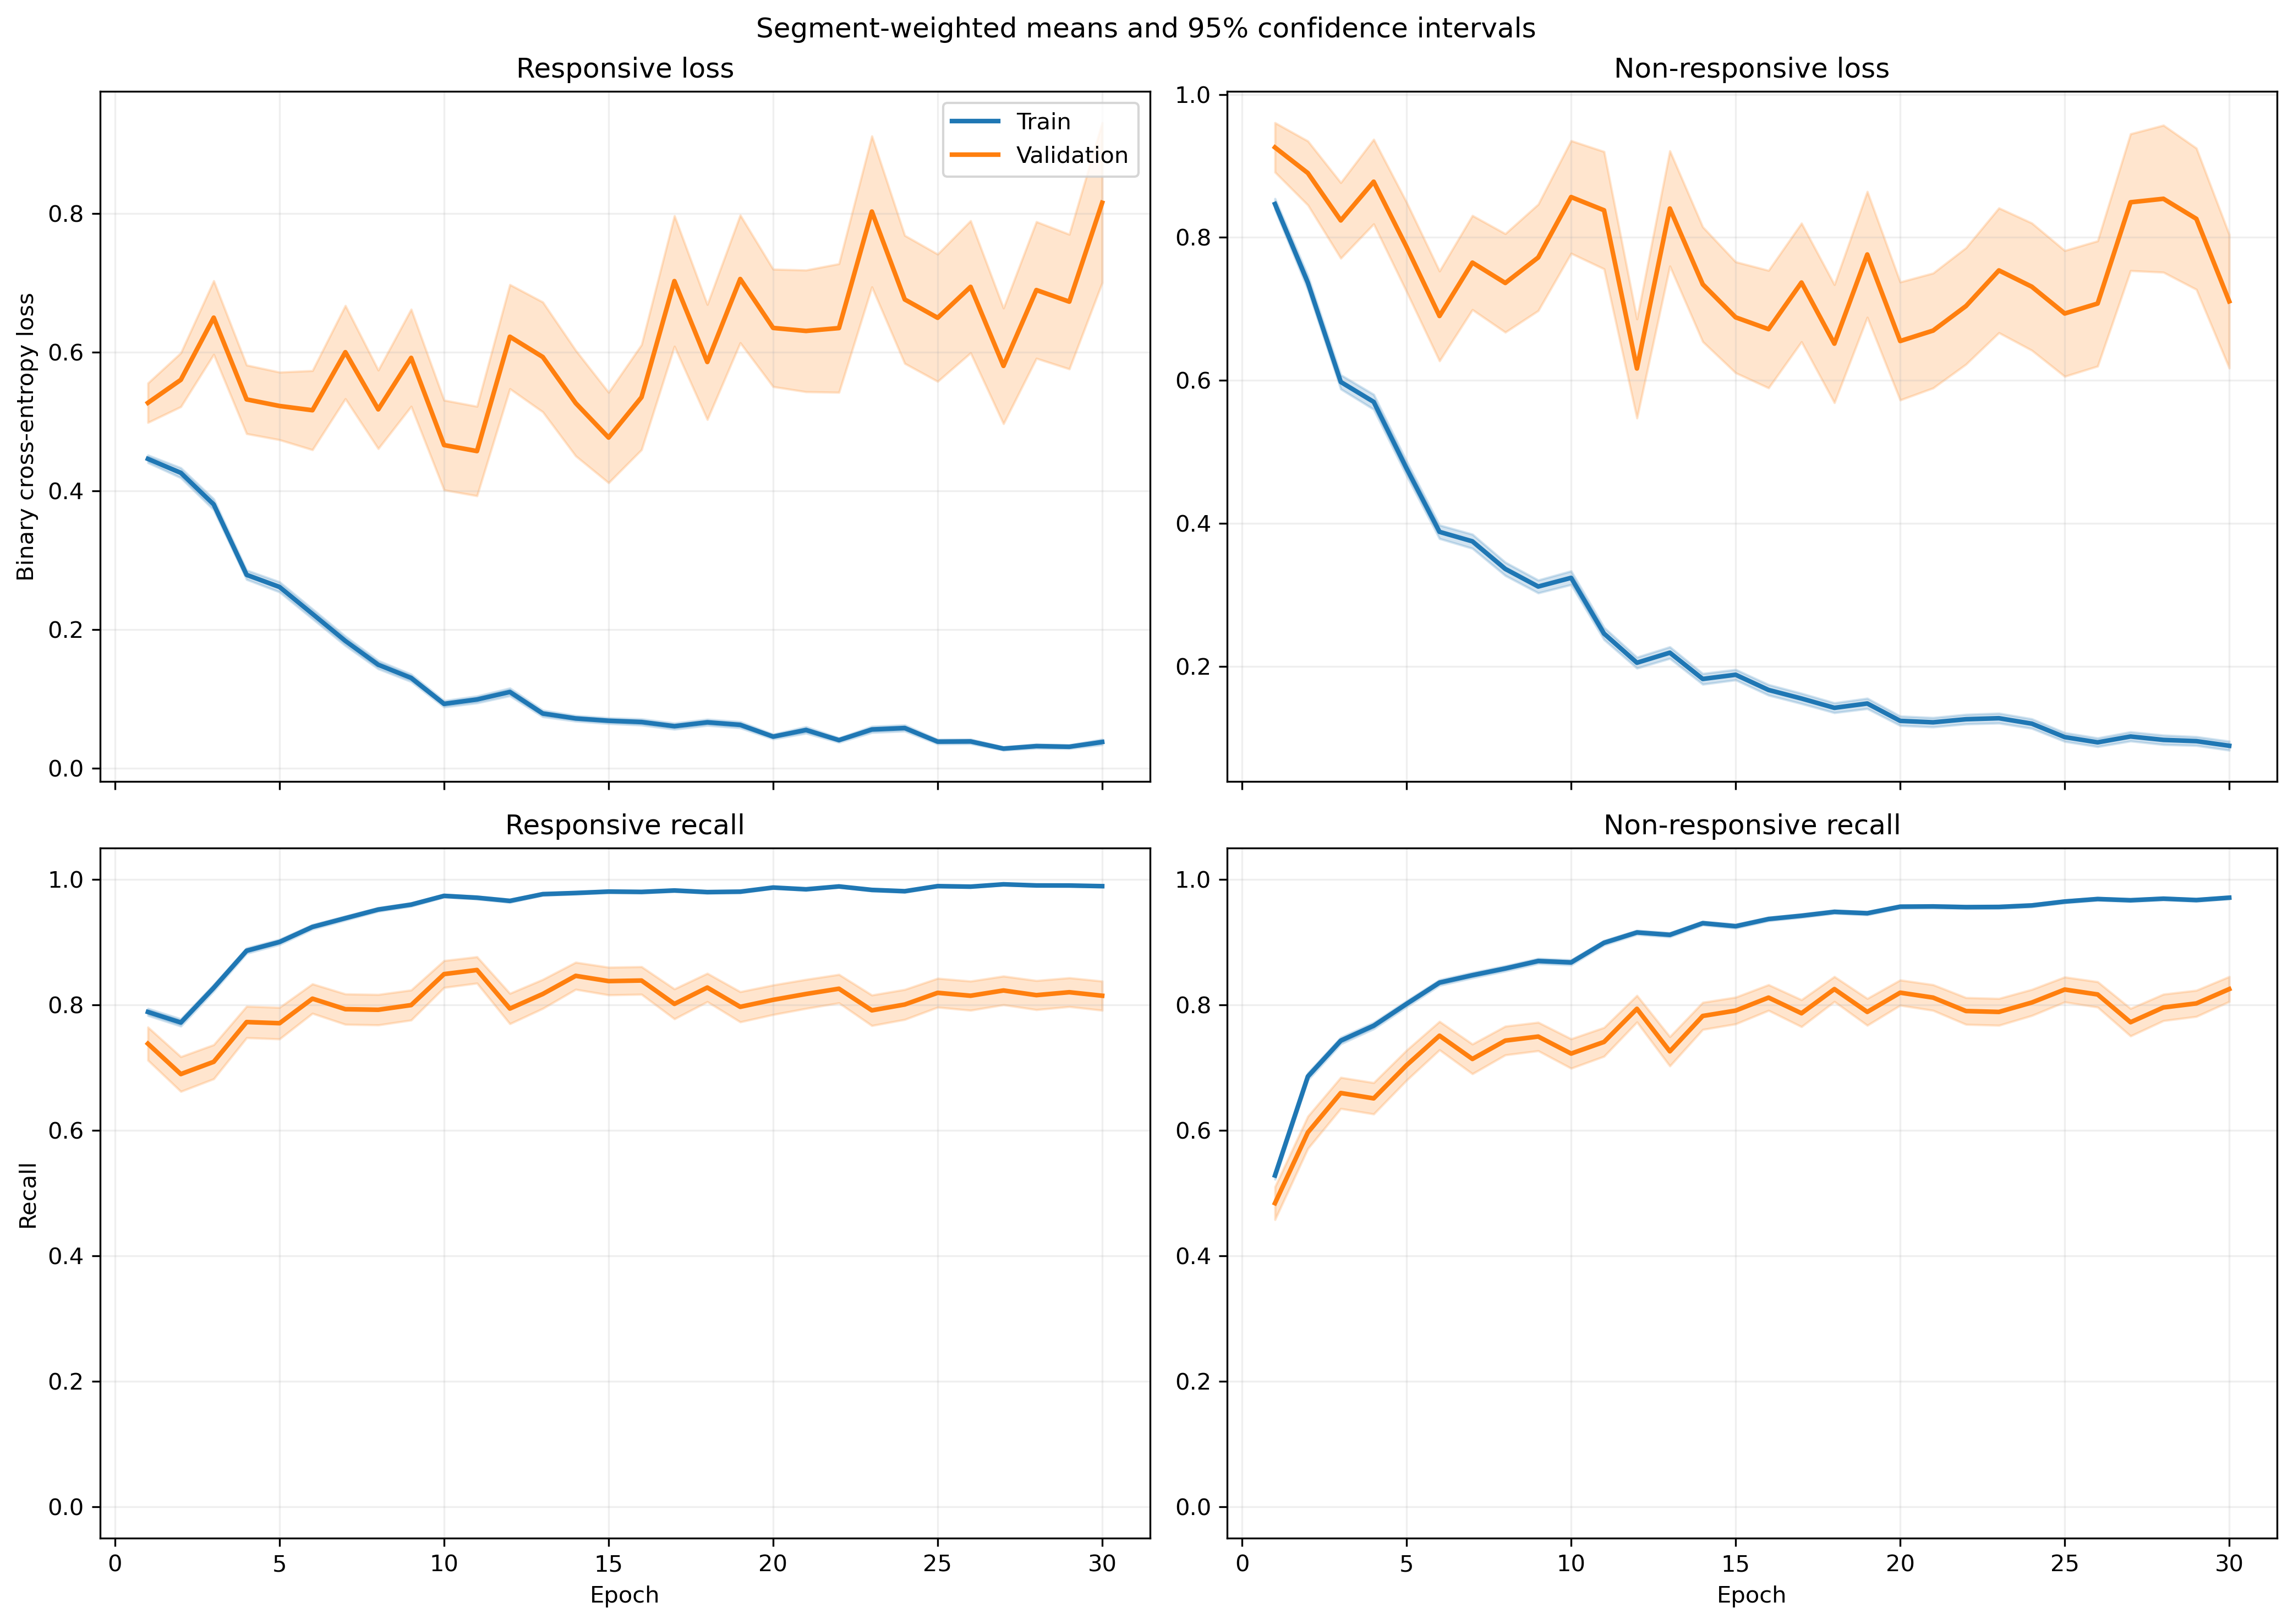 Segment-weighted means and 95% confidence intervals
Responsive loss
Non-responsive loss
Train
Validation
Binary cross-entropy loss
0.8
0.6
0.4
0.2
0.0
1.0
0.8
0.6
0.4
0.2
Responsive recall
Non-responsive recall
Recall
1.0
0.8
0.6
0.4
0.2
0.0
0 5 10 15 20 25 30
Epoch
1.0
0.8
0.6
0.4
0.2
0.0
0 5 10 15 20 25 30
Epoch